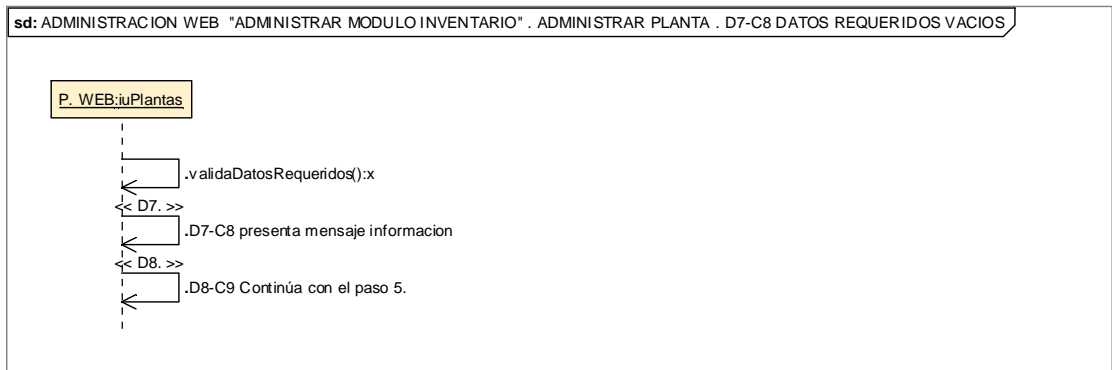 sd: ADMINISTRACION WEB "ADMINISTRAR MODULO INVENTARIO" . ADMINISTRAR PLANTA . D7-C8 DATOS REQUERIDOS VACIOS
P. WEB:iuPlantas
.validaDatosRequeridos():x
<< D7. >>
.D7-C8 presenta mensaje informacion
<< D8. >>
.D8-C9 Continúa con el paso 5.